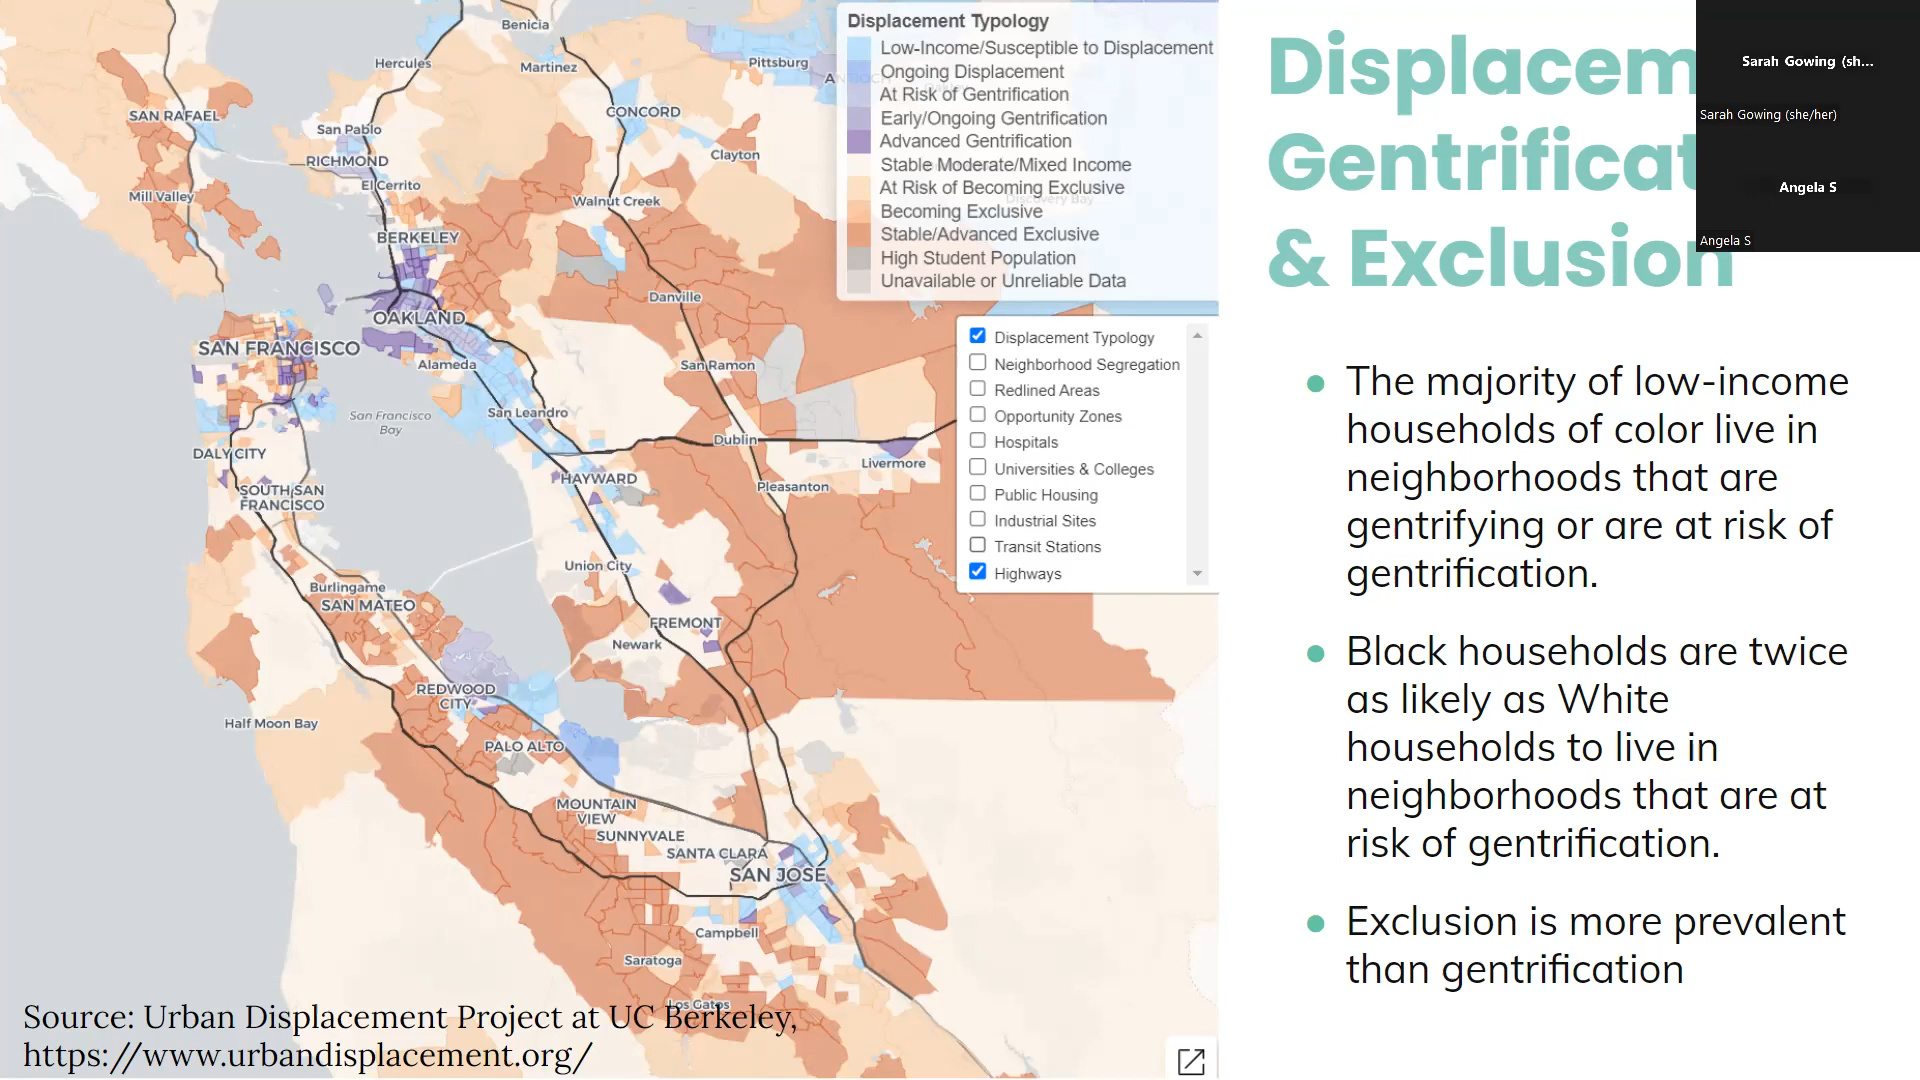 Displacement Typology
Low-Income/Susceptible to Displacement
Ongoing Displacement
At Risk of Gentrification
Early/Ongoing Gentrification
Advanced Gentrification
Stable Moderate/Mixed Income
At Risk of Becoming Exclusive
Becoming Exclusive
Stable/Advanced Exclusive
High Student Population
Unavailable or Unreliable Data
Displacement Typology
Neighborhood Segregation
Redlined Areas
Opportunity Zones
Hospitals
Universities & Colleges
Public Housing
Industrial Sites
Transit Stations
Highways
Benicia
Hercules
Martinez
Pittsburg
SAN RAFAEL
CONCORD
San Pablo
Clayton
RICHMOND
El Cerrito
Mill Valley
Walnut Creek
Discovery Bay
BERKELEY
Danville
OAKLAND
SAN FRANCISCO
Alameda
San Ramon
San Francisco
Bay
San Leandro
Dublin
DALY CITY
Livermore
HAYWARD
Pleasanton
SOUTH SAN
FRANCISCO
Union City
Burlingame
SAN MATEO
FREMONT
Newark
REDWOOD
CITY
Half Moon Bay
PALO ALTO
MOUNTAIN
VIEW
SUNNYVALE
SANTA CLARA
SAN JOSE
Campbell
Saratoga
Los Gatos
Source: Urban Displacement Project at UC Berkeley,
https://www.urbandisplacement.org/
Displacem
Gentrificat
& Exclusion
• The majority of low-income
households of color live in
neighborhoods that are
gentrifying or are at risk of
gentrification.
• Black households are twice
as likely as White
households to live in
neighborhoods that are at
risk of gentrification.
• Exclusion is more prevalent
than gentrification
Sarah Gowing (sh...
Sarah Gowing (she/her)
Angela S
Angela S